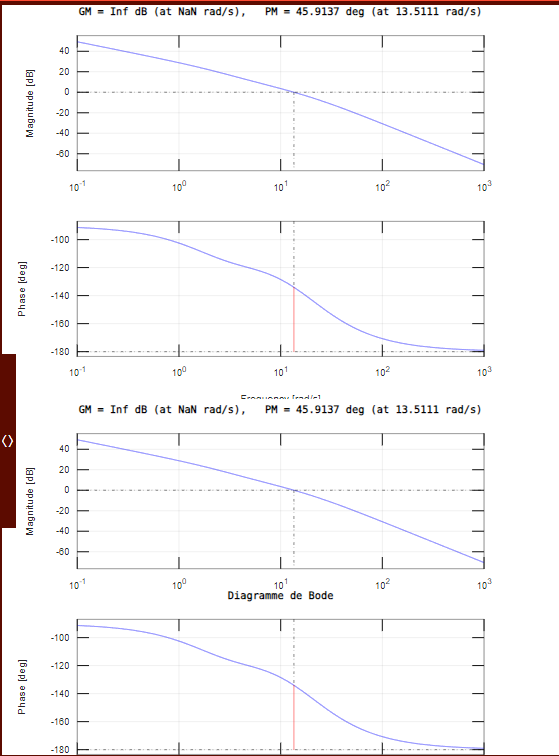 GM = Inf dB (at NaN rad/s), PM = 45.9137 deg (at 13.5111 rad/s)
Magnitude [dB]
40
20
0
-20
-40
-60
10-1 100 101 102 103
Phase [deg]
-100
-120
-140
-160
-180
10-1 100 101 102 103
Frequency [rad/s]
GM = Inf dB (at NaN rad/s), PM = 45.9137 deg (at 13.5111 rad/s)
Magnitude [dB]
40
20
0
-20
-40
-60
10-1 100 101 102 103
Diagramme de Bode
Phase [deg]
-100
-120
-140
-160
-180